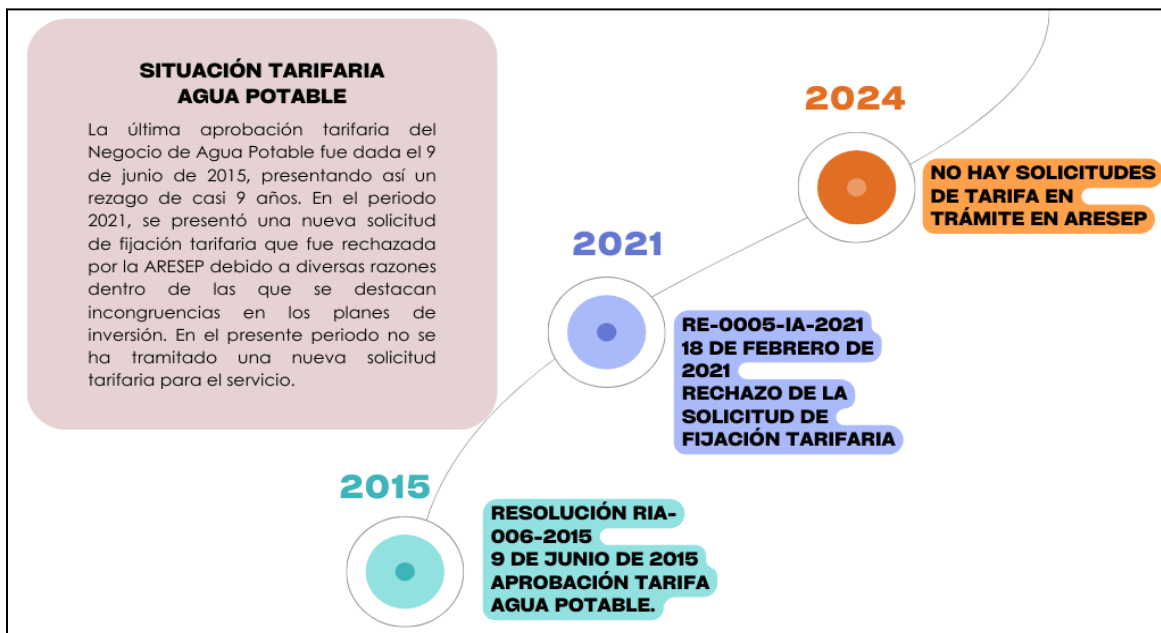 SITUACIÓN TARIFARIA
AGUA POTABLE
La última aprobación tarifaria del
Negocio de Agua Potable fue dada el 9
de junio de 2015, presentando así un
rezago de casi 9 años. En el periodo
2021, se presentó una nueva solicitud
de fijación tarifaria que fue rechazada
por la ARESEP debido a diversas razones
dentro de las que se destacan
incongruencias en los planes de
inversión. En el presente periodo no se
ha tramitado una nueva solicitud
tarifaria para el servicio.
2024
NO HAY SOLICITUDES
DE TARIFA EN
TRÁMITE EN ARESEP
2021
RE-0005-IA-2021
18 DE FEBRERO DE
2021
RECHAZO DE LA
SOLICITUD DE
FIJACIÓN TARIFARIA
2015
RESOLUCIÓN RIA-
006-2015
9 DE JUNIO DE 2015
APROBACIÓN TARIFA
AGUA POTABLE.